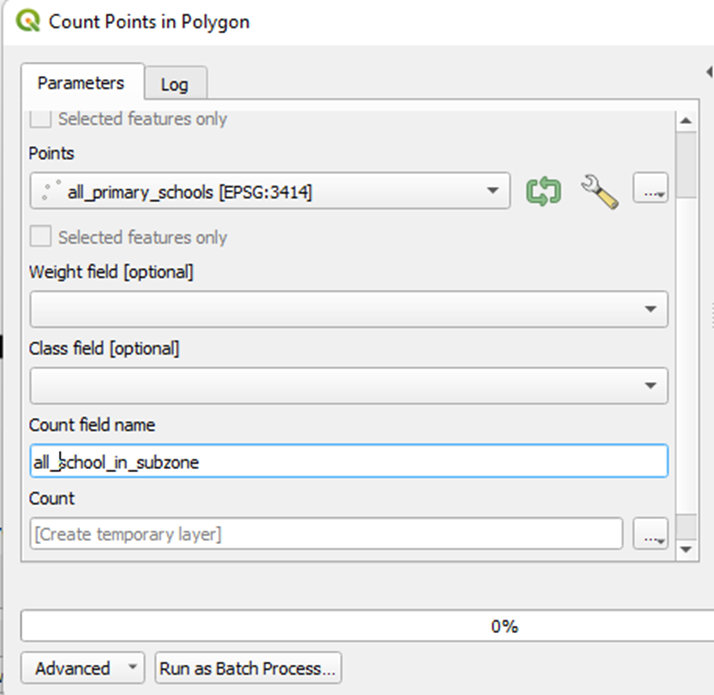 Count Points in Polygon
Parameters
Log
Selected features only
Points
all_primary_schools [EPSG:3414]
...
Selected features only
Weight field [optional]
Class field [optional]
Count field name
all_school_in_subzone
Count
[Create temporary layer]
...
0%
Advanced
Run as Batch Process...